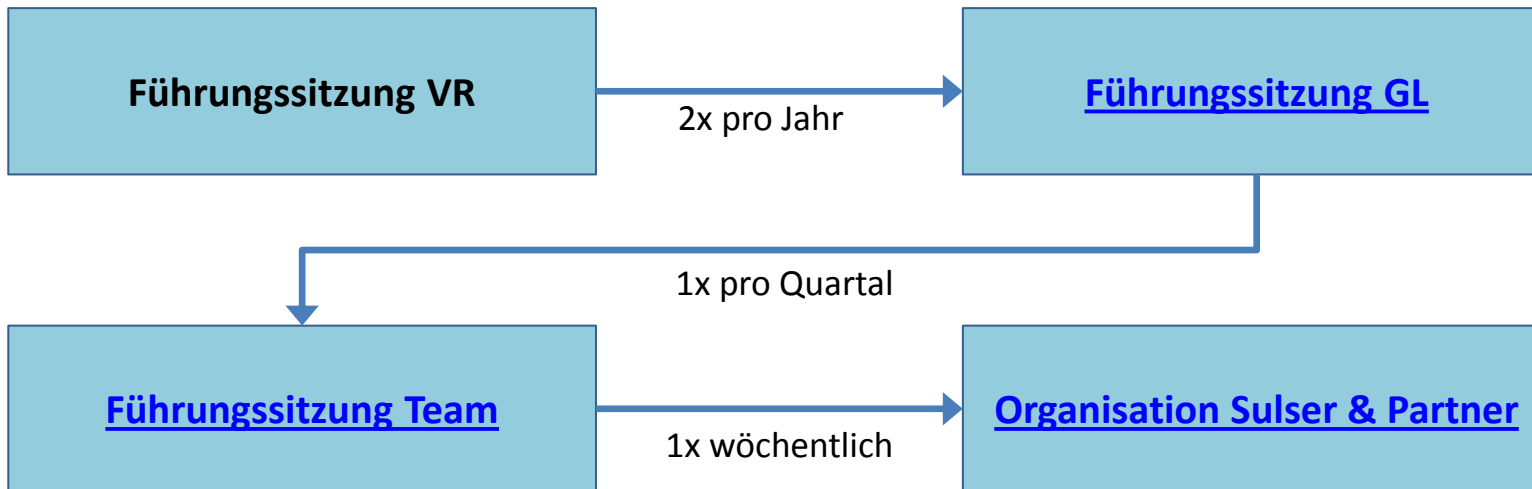 Führungssitzung VR
2x pro Jahr
Führungssitzung GL
1x pro Quartal
Führungssitzung Team
1x wöchentlich
Organisation Sulser & Partner